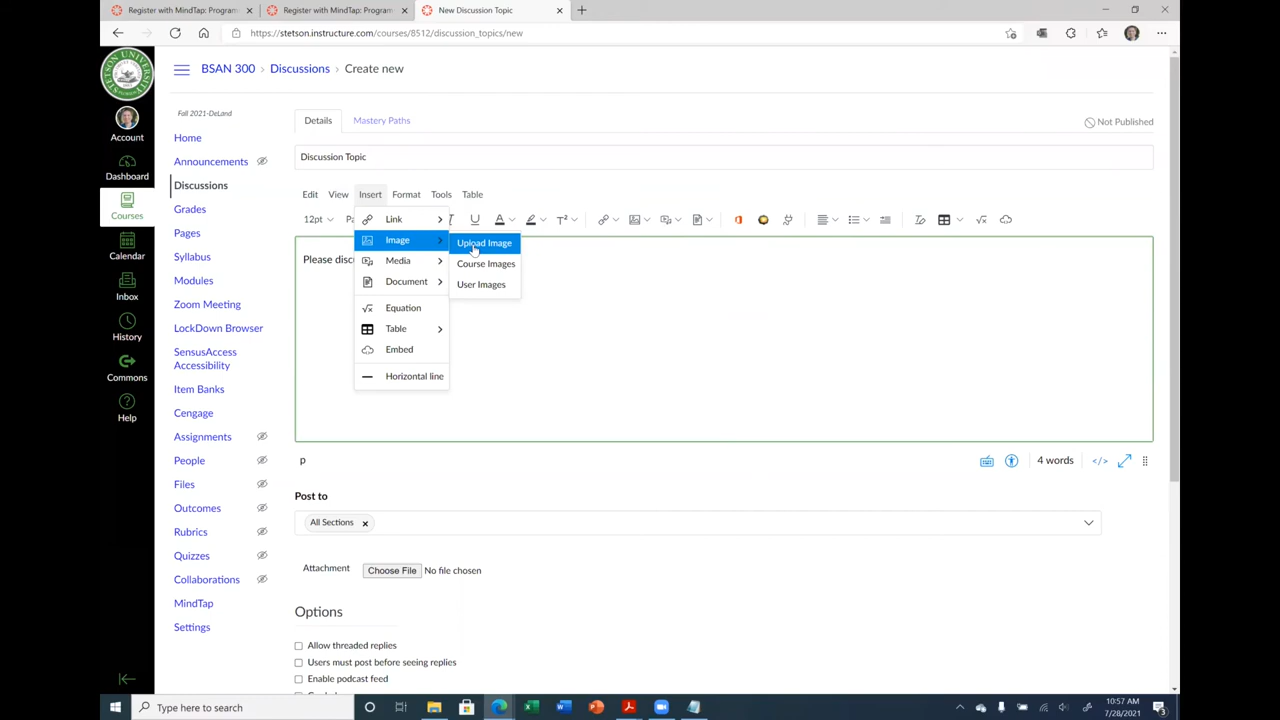 Register with MindTap: Program
Register with MindTap: Program
New Discussion Topic
https://stetson.instructure.com/courses/8512/discussion_topics/new
BSAN 300 > Discussions > Create new
Account
Dashboard
Courses
Calendar
Inbox
History
Commons
Help
Fall 2021-DeLand
Home
Announcements
Discussions
Grades
Pages
Syllabus
Modules
Zoom Meeting
LockDown Browser
SensusAccess
Accessibility
Item Banks
Cengage
Assignments
People
Files
Outcomes
Rubrics
Quizzes
Collaborations
MindTap
Settings
Details
Mastery Paths
Not Published
Discussion Topic
Edit View Insert Format Tools Table
12pt
Link
Image
Media
Document
Equation
Table
Embed
Horizontal line
Upload Image
Course Images
User Images
Please
p
4 words
</>
Post to
All Sections x
Attachment Choose File No file chosen
Options
Allow threaded replies
Users must post before seeing replies
Enable podcast feed
Type here to search
10:57 AM
7/28/2021
3